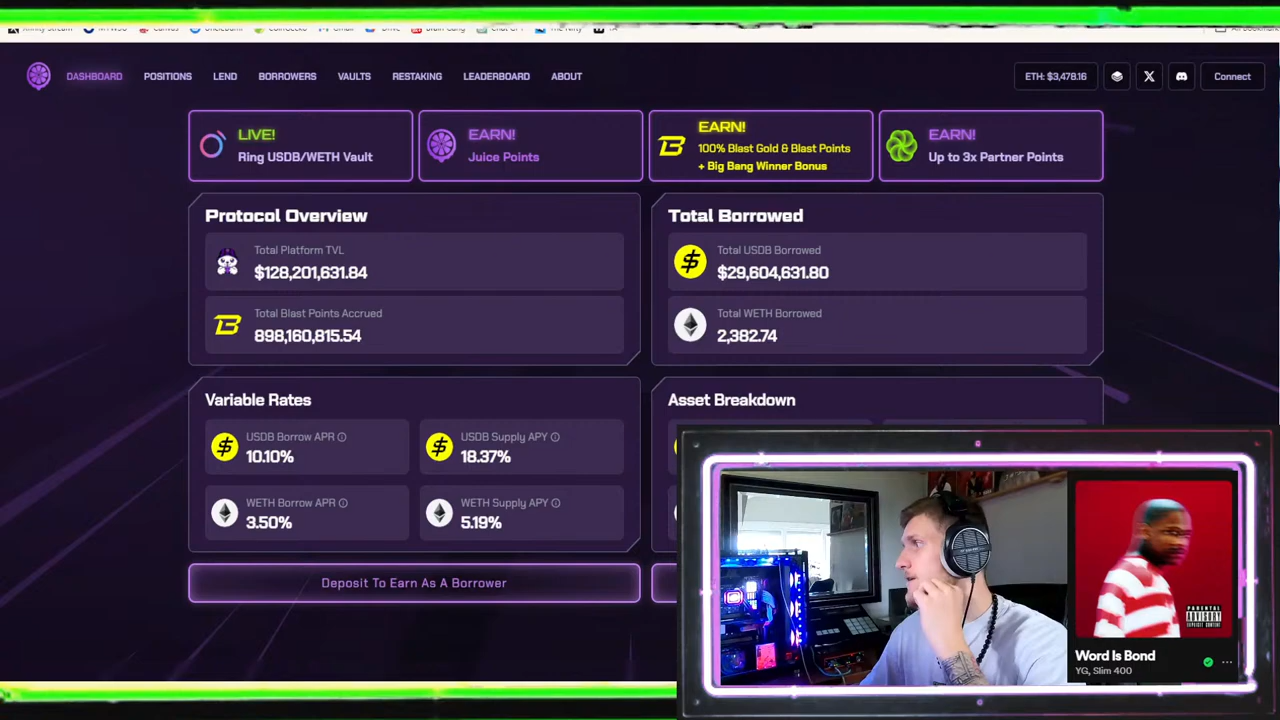 DASHBOARD POSITIONS LEND BORROWERS VAULTS RESTAKING LEADERBOARD ABOUT ETH: $3,478.16 Connect
LIVE!
Ring USDB/WETH Vault
EARN!
Juice Points
EARN!
100% Blast Gold & Blast Points
+ Big Bang Winner Bonus
EARN!
Up to 3x Partner Points
Protocol Overview
Total Platform TVL
$128,201,631.84
Total Blast Points Accrued
898,160,815.54
Total Borrowed
Total USDB Borrowed
$29,604,631.80
Total WETH Borrowed
2,382.74
Variable Rates
USDB Borrow APR
10.10%
USDB Supply APY
18.37%
WETH Borrow APR
3.50%
WETH Supply APY
5.19%
Asset Breakdown
Deposit To Earn As A Borrower
PARENTAL
ADVISORY
EXPLICIT CONTENT
Word Is Bond
YG, Slim 400